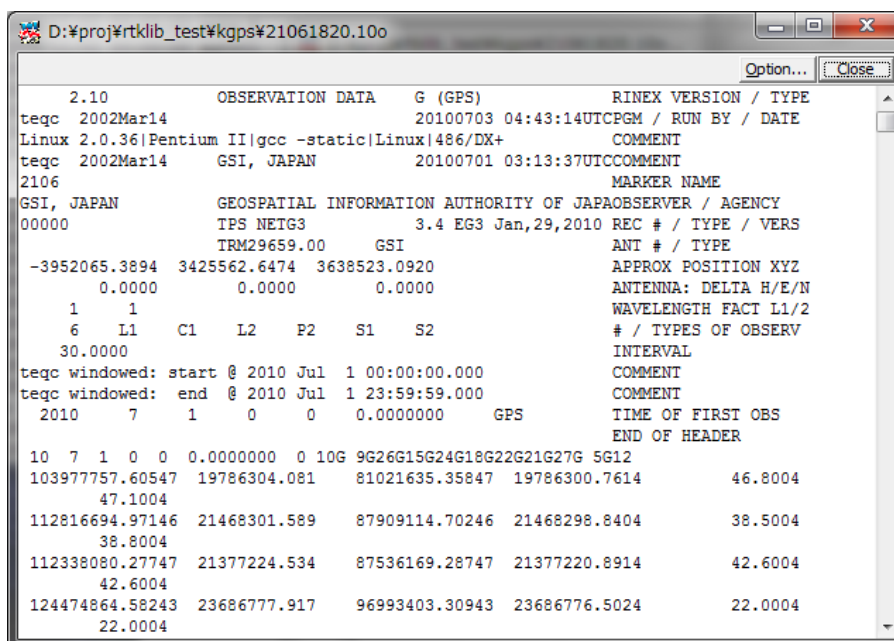 D:¥proj¥rtklib_test¥kgps¥21061820.10o
Option... Close
2.10 OBSERVATION DATA G (GPS) RINEX VERSION / TYPE
teqc 2002Mar14 20100703 04:43:14UTCPGM / RUN BY / DATE
Linux 2.0.36|Pentium II|gcc -static|Linux|486/DX+ COMMENT
teqc 2002Mar14 GSI, JAPAN 20100701 03:13:37UTCCOMMENT
2106 MARKER NAME
GSI, JAPAN GEOSPATIAL INFORMATION AUTHORITY OF JAPAOBSERVER / AGENCY
00000 TPS NETG3 3.4 EG3 Jan,29,2010 REC # / TYPE / VERS
TRM29659.00 GSI ANT # / TYPE
-3952065.3894 3425562.6474 3638523.0920 APPROX POSITION XYZ
0.0000 0.0000 0.0000 ANTENNA: DELTA H/E/N
1 1 WAVELENGTH FACT L1/2
6 L1 C1 L2 P2 S1 S2 # / TYPES OF OBSERV
30.0000 INTERVAL
teqc windowed: start @ 2010 Jul 1 00:00:00.000 COMMENT
teqc windowed: end @ 2010 Jul 1 23:59:59.000 COMMENT
2010 7 1 0 0 0.0000000 GPS TIME OF FIRST OBS
END OF HEADER
10 7 1 0 0 0.0000000 0 10G 9G26G15G24G18G22G21G27G 5G12
103977757.60547 19786304.081 81021635.35847 19786300.7614 46.8004
47.1004
112816694.97146 21468301.589 87909114.70246 21468298.8404 38.5004
38.8004
112338080.27747 21377224.534 87536169.28747 21377220.8914 42.6004
42.6004
124474864.58243 23686777.917 96993403.30943 23686776.5024 22.0004
22.0004